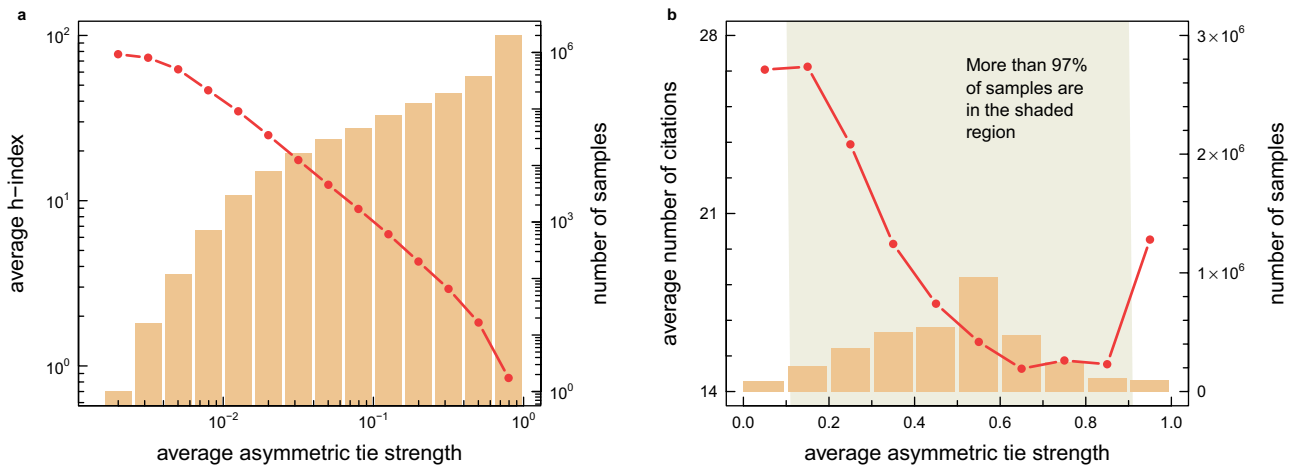 a
average h−index
10²
10¹
10⁰
number of samples
10⁶
10³
10⁰
10⁻²
10⁻¹
10⁰
average asymmetric tie strength
b
average number of citations
28
21
14
More than 97%
of samples are
in the shaded
region
number of samples
3×10⁶
2×10⁶
1×10⁶
0
0.0
0.2
0.4
0.6
0.8
1.0
average asymmetric tie strength